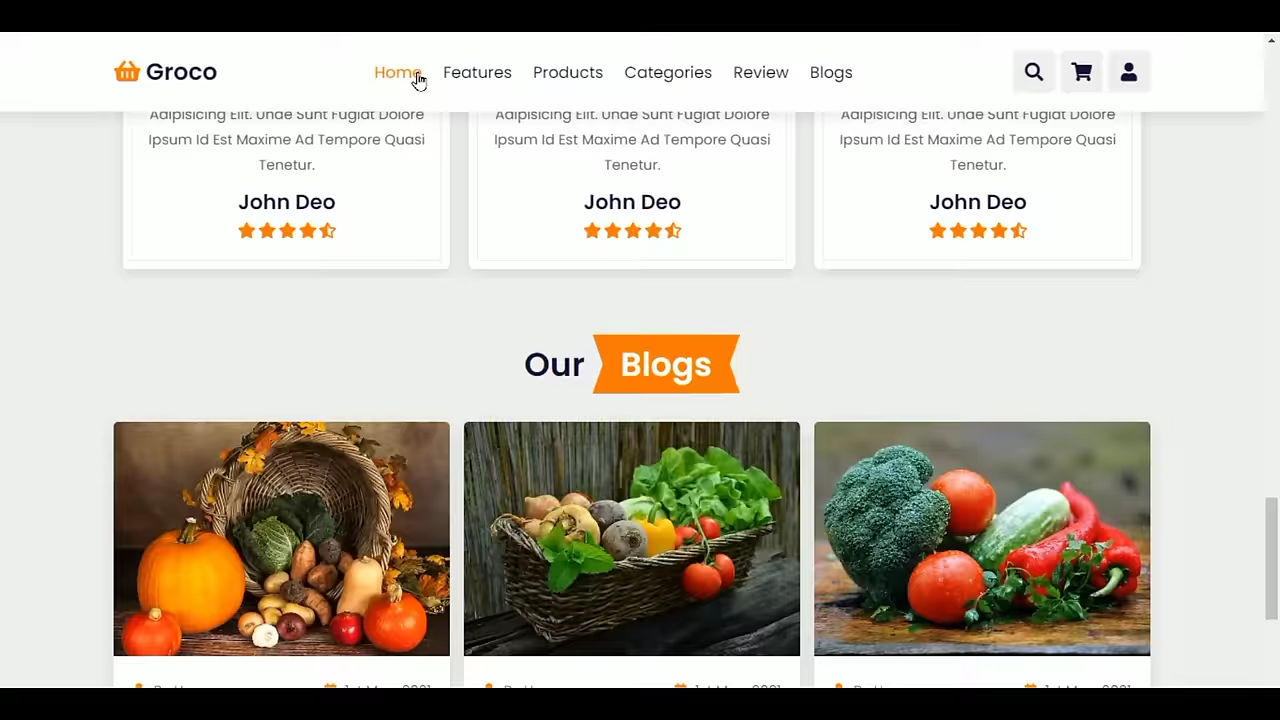 Groco
Home Features Products Categories Review Blogs
Adipisicing Elit. Unde Sunt Fugiat Dolore
Ipsum Id Est Maxime Ad Tempore Quasi
Tenetur.
John Deo
Adipisicing Elit. Unde Sunt Fugiat Dolore
Ipsum Id Est Maxime Ad Tempore Quasi
Tenetur.
John Deo
Adipisicing Elit. Unde Sunt Fugiat Dolore
Ipsum Id Est Maxime Ad Tempore Quasi
Tenetur.
John Deo
Our Blogs